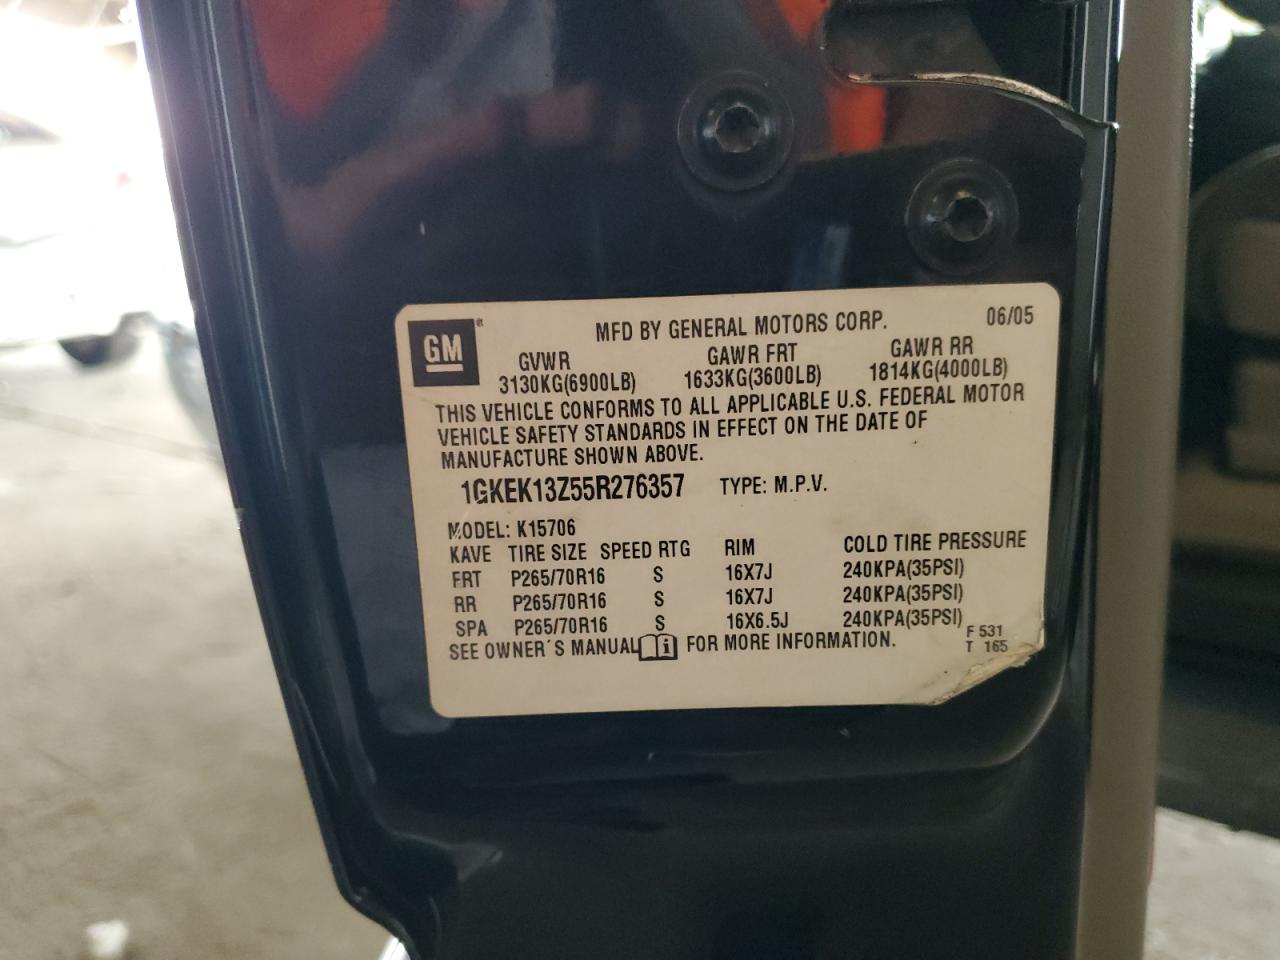 GM ®
MFD BY GENERAL MOTORS CORP. 06/05
GVWR GAWR FRT GAWR RR
3130KG(6900LB) 1633KG(3600LB) 1814KG(4000LB)
THIS VEHICLE CONFORMS TO ALL APPLICABLE U.S. FEDERAL MOTOR
VEHICLE SAFETY STANDARDS IN EFFECT ON THE DATE OF
MANUFACTURE SHOWN ABOVE.
1GKEK13Z55R276357 TYPE: M.P.V.
MODEL: K15706
KAVE TIRE SIZE SPEED RTG RIM COLD TIRE PRESSURE
FRT P265/70R16 S 16X7J 240KPA(35PSI)
RR P265/70R16 S 16X7J 240KPA(35PSI)
SPA P265/70R16 S 16X6.5J 240KPA(35PSI)
SEE OWNER'S MANUAL i FOR MORE INFORMATION.
F 531
T 165